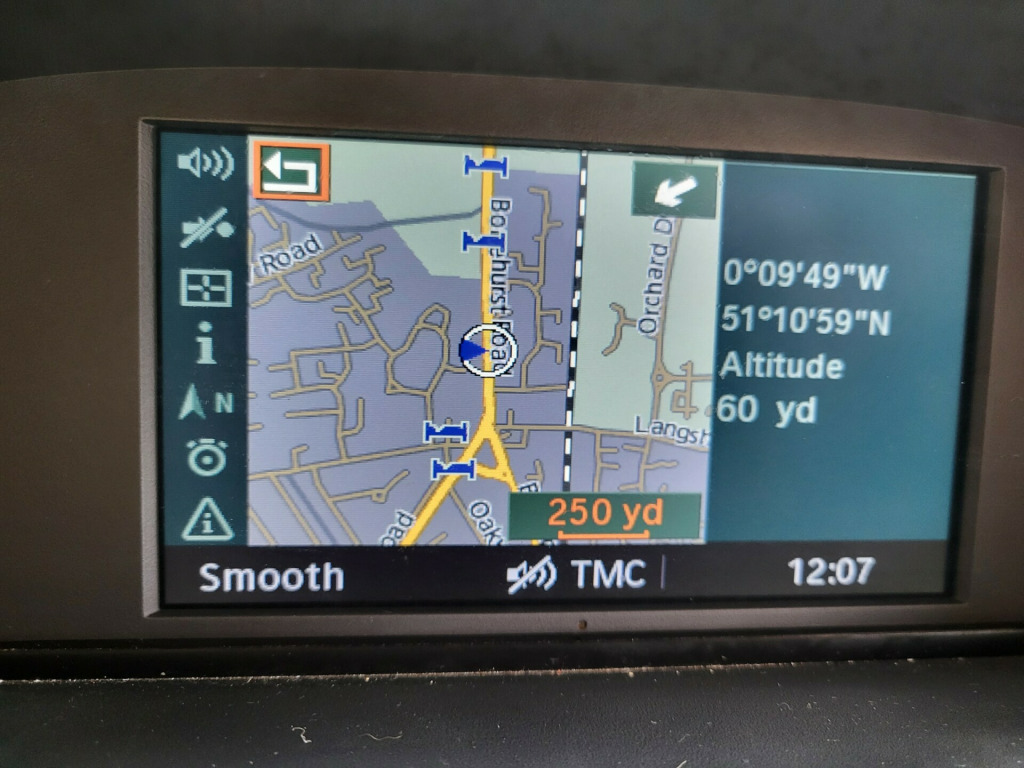 Road
Bonehurst Road
Orchard D
Langsh
oad
Oak
N
0°09'49"W
51°10'59"N
Altitude
60 yd
250 yd
Smooth
TMC
12:07